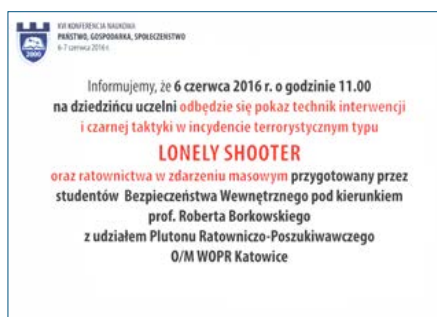 XVI KONFERENCJA NAUKOWA
PAŃSTWO, GOSPODARKA, SPOŁECZEŃSTWO
6-7 czerwca 2016 r.
2000
Informujemy, że 6 czerwca 2016 r. o godzinie 11.00
na dziedzińcu uczelni odbędzie się pokaz technik interwencji
i czarnej taktyki w incydencie terrorystycznym typu
LONELY SHOOTER
oraz ratownictwa w zdarzeniu masowym przygotowany przez
studentów Bezpieczeństwa Wewnętrznego pod kierunkiem
prof. Roberta Borkowskiego
z udziałem Plutonu Ratowniczo-Poszukiwawczego
O/M WOPR Katowice